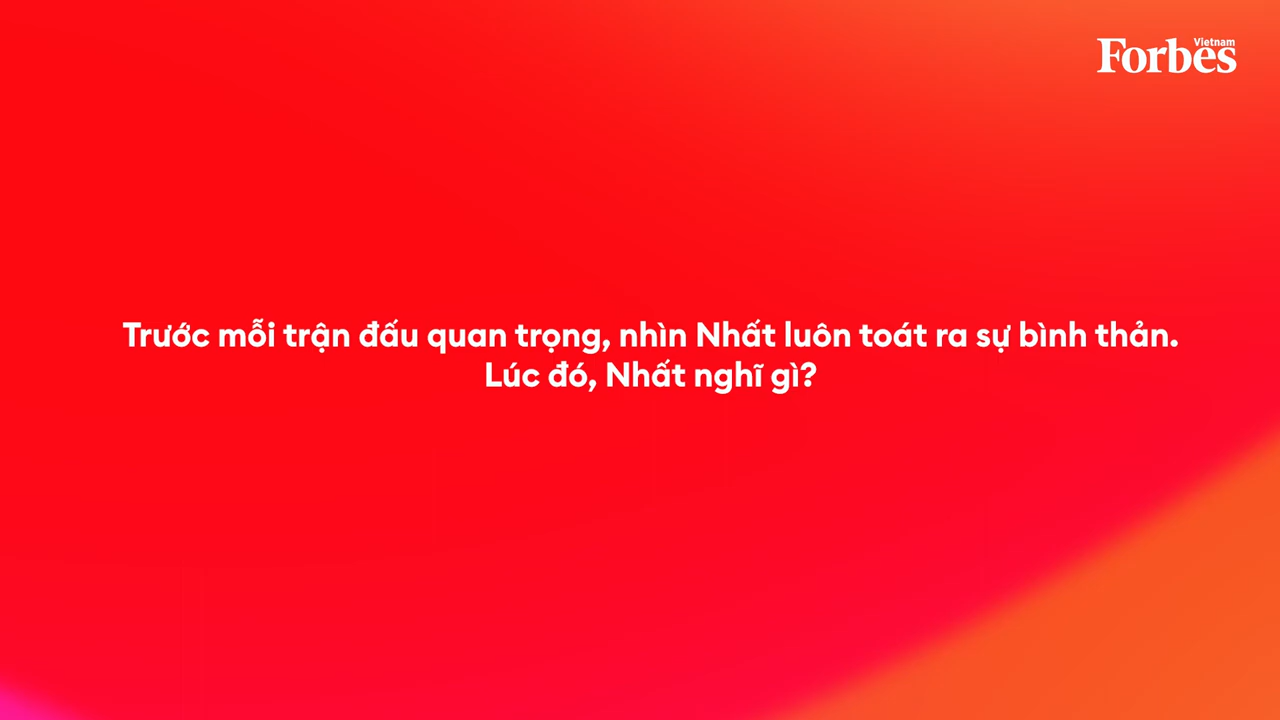 Forbes Vietnam
Trước mỗi trận đấu quan trọng, nhìn Nhất luôn toát ra sự bình thản.
Lúc đó, Nhất nghĩ gì?